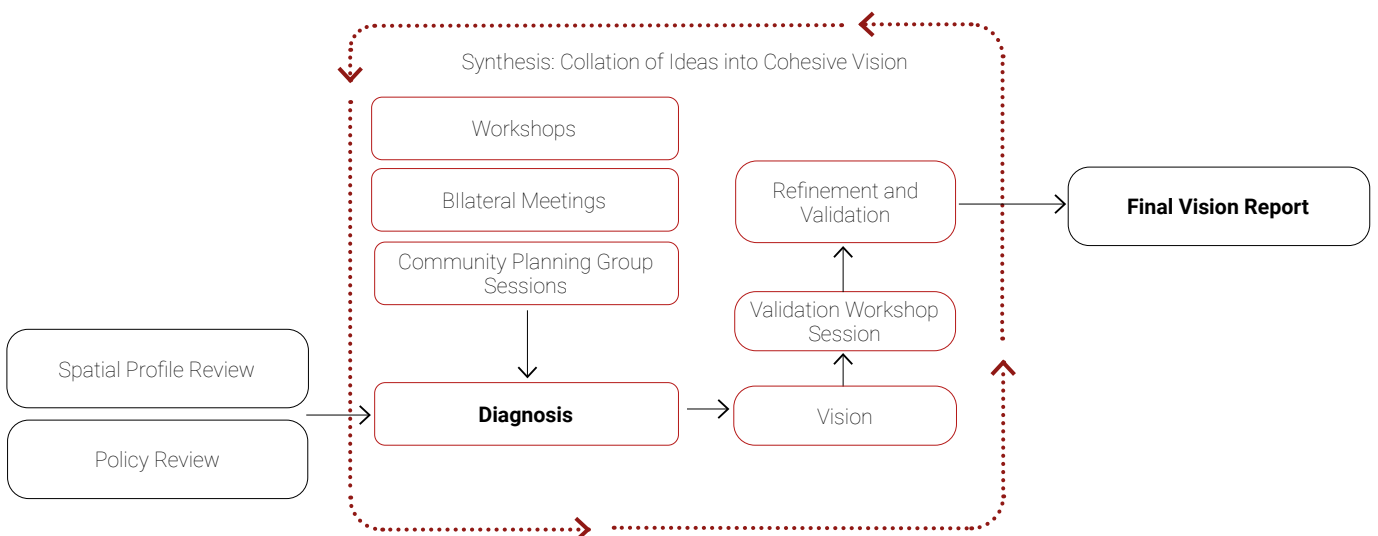 Synthesis: Collation of Ideas into Cohesive Vision
Workshops
BIlateral Meetings
Community Planning Group
Sessions
Spatial Profile Review
Policy Review
Diagnosis
Vision
Validation Workshop
Session
Refinement and
Validation
Final Vision Report